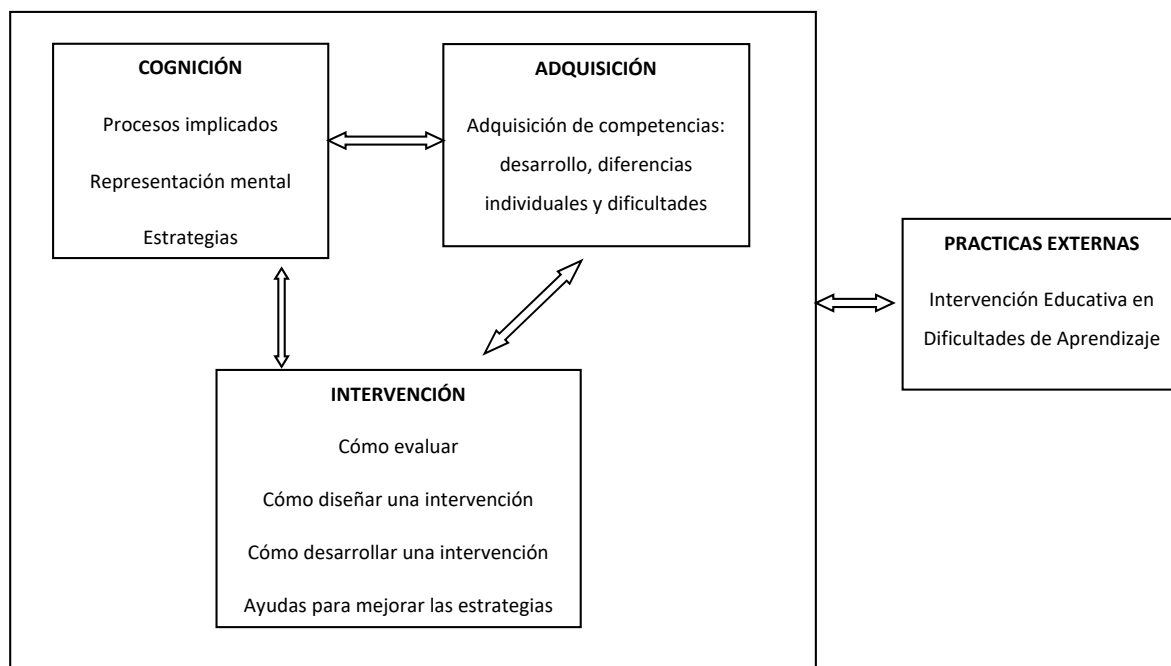 COGNICIÓN
Procesos implicados
Representación mental
Estrategias
ADQUISICIÓN
Adquisición de competencias:
desarrollo, diferencias
individuales y dificultades
PRACTICAS EXTERNAS
Intervención Educativa en
Dificultades de Aprendizaje
INTERVENCIÓN
Cómo evaluar
Cómo diseñar una intervención
Cómo desarrollar una intervención
Ayudas para mejorar las estrategias